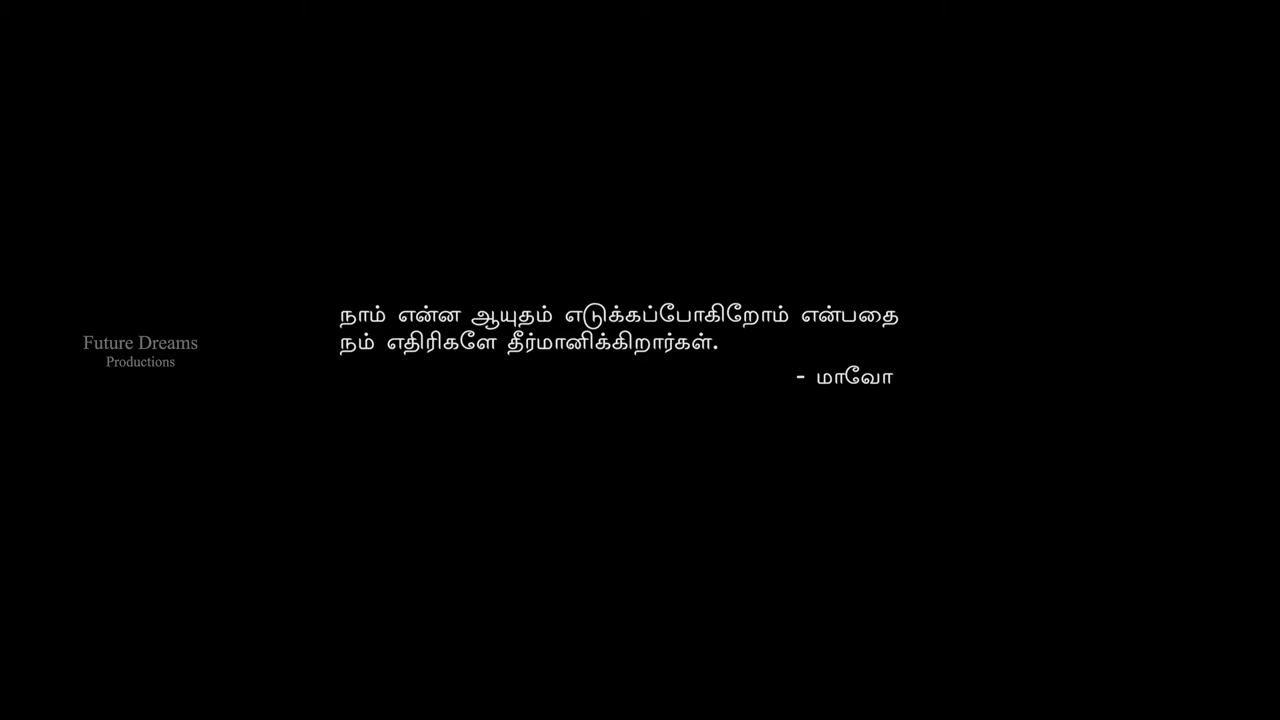 நாம் என்ன ஆயுதம் எடுக்கப்போகிறோம் என்பதை
நம் எதிரிகளே தீர்மானிக்கிறார்கள்.
- மாவோ
Future Dreams
Productions